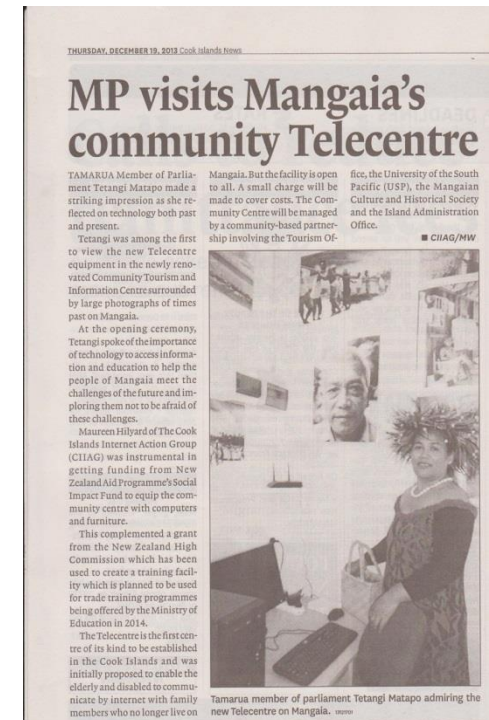 THURSDAY, DECEMBER 19, 2013 Cook Islands News
MP visits Mangaia's
community Telecentre
TAMARUA Member of Parlia-
ment Tetangi Matapo made a
striking impression as she re-
flected on technology both past
and present.
Tetangi was among the first
to view the new Telecentre
equipment in the newly reno-
vated Community Tourism and
Information Centre surrounded
by large photographs of times
past on Mangaia.
At the opening ceremony,
Tetangi spoke of the importance
of technology to access informa-
tion and education to help the
people of Mangaia meet the
challenges of the future and im-
ploring them not to be afraid of
these challenges.
Maureen Hilyard of The Cook
Islands Internet Action Group
(CIIAG) was instrumental in
getting funding from New
Zealand Aid Programme's Social
Impact Fund to equip the com-
munity centre with computers
and furniture.
This complemented a grant
from the New Zealand High
Commission which has been
used to create a training facil-
ity which is planned to be used
for trade training programmes
being offered by the Ministry of
Education in 2014.
The Telecentre is the first cen-
tre of its kind to be established
in the Cook Islands and was
initially proposed to enable the
elderly and disabled to commu-
nicate by internet with family
members who no longer live on
Mangaia. But the facility is open
to all. A small charge will be
made to cover costs. The Com-
munity Centre will be managed
by a community-based partner-
ship involving the Tourism Of-
fice, the University of the South
Pacific (USP), the Mangaian
Culture and Historical Society
and the Island Administration
Office.
■ CIIAG/MW
Tamarua member of parliament Tetangi Matapo admiring the
new Telecentre on Mangaia.